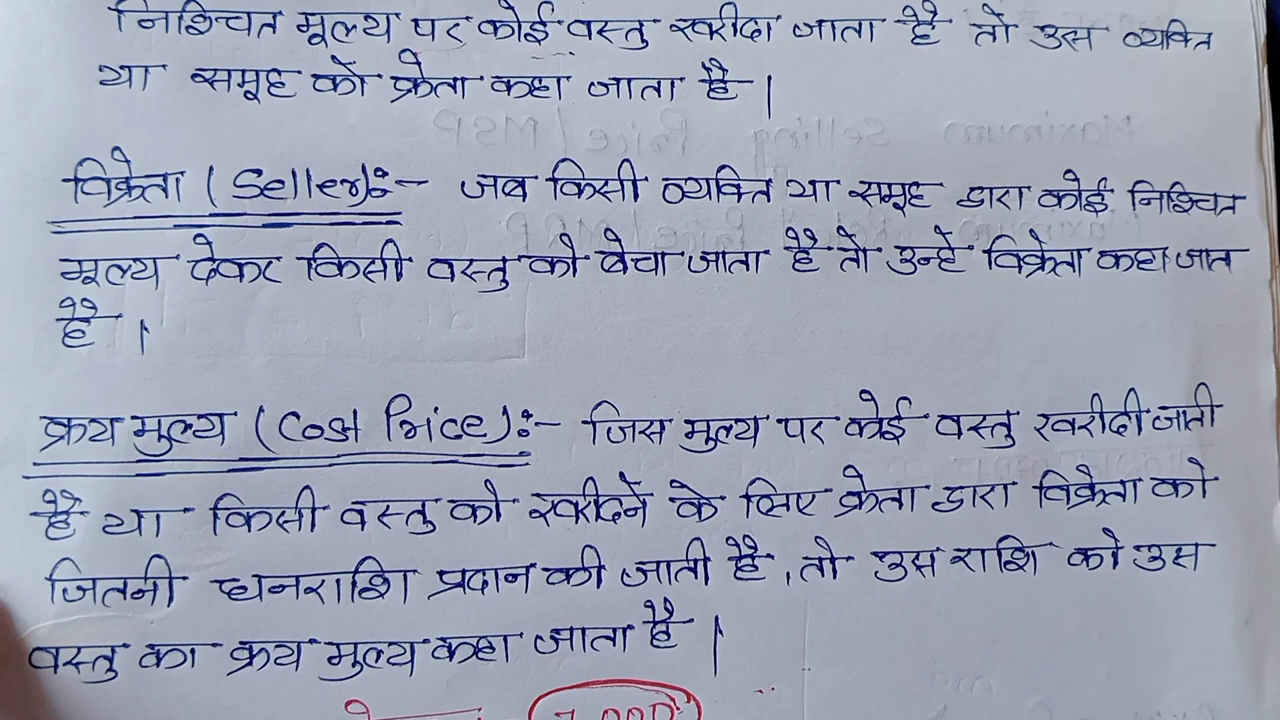 निश्चित मूल्य पर कोई वस्तु खरीदा जाता है तो उस व्यक्ति
या समूह को क्रेता कहा जाता है।
विक्रेता (Seller):- जब किसी व्यक्ति या समूह द्वारा कोई निश्चित
मूल्य देकर किसी वस्तु को बेचा जाता है तो उन्हे विक्रेता कहा जात
है।
क्रय मुल्य (Cost Price):- जिस मुल्य पर कोई वस्तु खरीदी जाती
है या किसी वस्तु को खरीदने के लिए क्रेता द्वारा विक्रेता को
जितनी धनराशि प्रदान की जाती है, तो उस राशि को उस
वस्तु का क्रय मुल्य कहा जाता है।